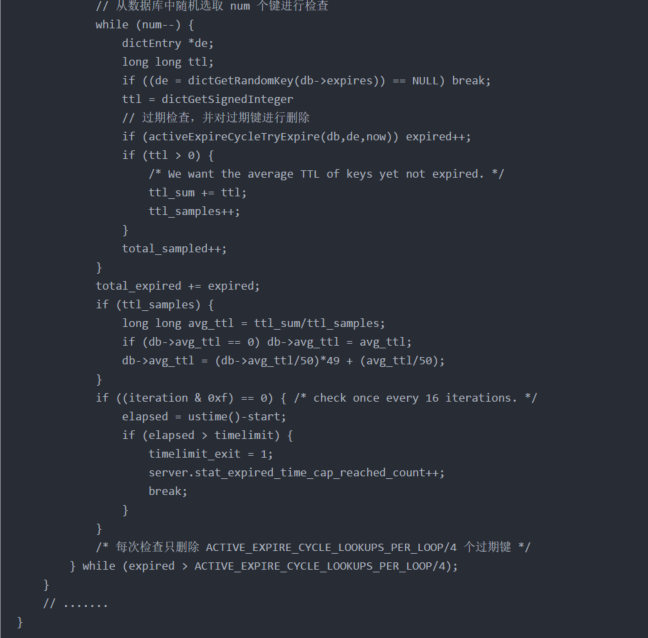 // 从数据库中随机选取 num 个键进行检查
while (num--) {
dictEntry *de;
long long ttl;
if ((de = dictGetRandomKey(db->expires)) == NULL) break;
ttl = dictGetSignedInteger
// 过期检查，并对过期键进行删除
if (activeExpireCycleTryExpire(db,de,now)) expired++;
if (ttl > 0) {
/* We want the average TTL of keys yet not expired. */
ttl_sum += ttl;
ttl_samples++;
}
total_sampled++;
}
total_expired += expired;
if (ttl_samples) {
long long avg_ttl = ttl_sum/ttl_samples;
if (db->avg_ttl == 0) db->avg_ttl = avg_ttl;
db->avg_ttl = (db->avg_ttl/50)*49 + (avg_ttl/50);
}
if ((iteration & 0xf) == 0) { /* check once every 16 iterations. */
elapsed = ustime()-start;
if (elapsed > timelimit) {
timelimit_exit = 1;
server.stat_expired_time_cap_reached_count++;
break;
}
}
/* 每次检查只删除 ACTIVE_EXPIRE_CYCLE_LOOKUPS_PER_LOOP/4 个过期键 */
} while (expired > ACTIVE_EXPIRE_CYCLE_LOOKUPS_PER_LOOP/4);
}
// .......
}